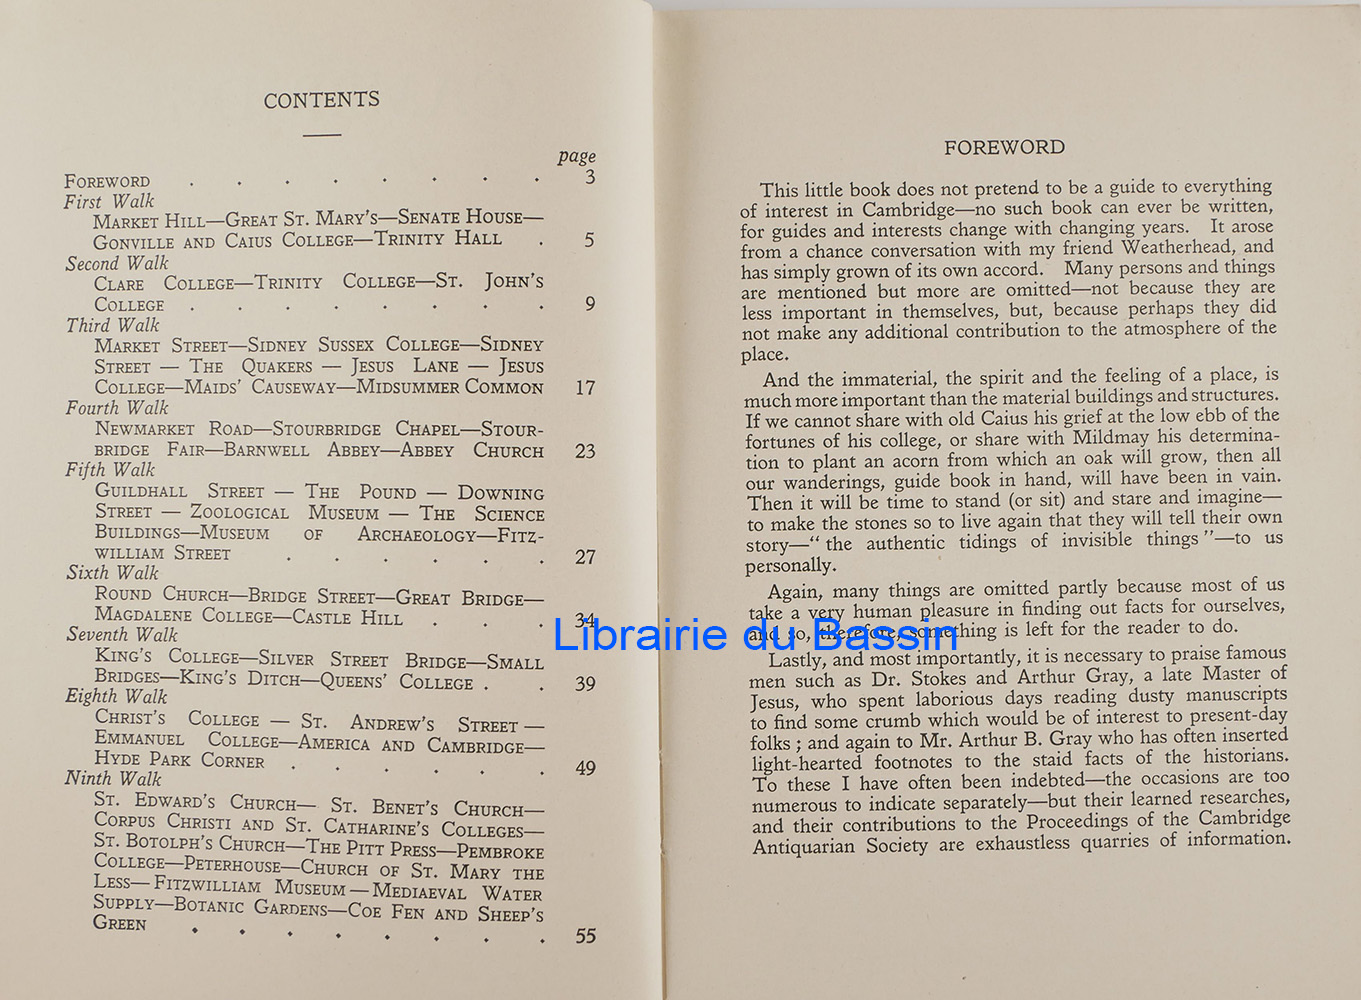 CONTENTS
page
FOREWORD . . . . . . . . 3
First Walk
MARKET HILL—GREAT ST. MARY'S—SENATE HOUSE—
GONVILLE AND CAIUS COLLEGE—TRINITY HALL . 5
Second Walk
CLARE COLLEGE—TRINITY COLLEGE—ST. JOHN'S
COLLEGE . . . . . . . . 9
Third Walk
MARKET STREET—SIDNEY SUSSEX COLLEGE—SIDNEY
STREET — THE QUAKERS — JESUS LANE — JESUS
COLLEGE—MAIDS' CAUSEWAY—MIDSUMMER COMMON 17
Fourth Walk
NEWMARKET ROAD—STOURBRIDGE CHAPEL—STOUR-
BRIDGE FAIR—BARNWELL ABBEY—ABBEY CHURCH 23
Fifth Walk
GUILDHALL STREET — THE POUND — DOWNING
STREET — ZOOLOGICAL MUSEUM — THE SCIENCE
BUILDINGS—MUSEUM OF ARCHAEOLOGY—FITZ-
WILLIAM STREET . . . . . . 27
Sixth Walk
ROUND CHURCH—BRIDGE STREET—GREAT BRIDGE—
MAGDALENE COLLEGE—CASTLE HILL . . . 34
Seventh Walk
KING'S COLLEGE—SILVER STREET BRIDGE—SMALL
BRIDGES—KING'S DITCH—QUEENS' COLLEGE . . 39
Eighth Walk
CHRIST'S COLLEGE — ST. ANDREW'S STREET —
EMMANUEL COLLEGE—AMERICA AND CAMBRIDGE—
HYDE PARK CORNER . . . . . . 49
Ninth Walk
ST. EDWARD'S CHURCH— ST. BENET'S CHURCH—
CORPUS CHRISTI AND ST. CATHARINE'S COLLEGES—
ST. BOTOLPH'S CHURCH—THE PITT PRESS—PEMBROKE
COLLEGE—PETERHOUSE—CHURCH OF ST. MARY THE
LESS— FITZWILLIAM MUSEUM — MEDIAEVAL WATER
SUPPLY—BOTANIC GARDENS—COE FEN AND SHEEP'S
GREEN . . . . . . . . 55
FOREWORD
This little book does not pretend to be a guide to everything
of interest in Cambridge—no such book can ever be written,
for guides and interests change with changing years. It arose
from a chance conversation with my friend Weatherhead, and
has simply grown of its own accord. Many persons and things
are mentioned but more are omitted—not because they are
less important in themselves, but, because perhaps they did
not make any additional contribution to the atmosphere of the
place.
And the immaterial, the spirit and the feeling of a place, is
much more important than the material buildings and structures.
If we cannot share with old Caius his grief at the low ebb of the
fortunes of his college, or share with Mildmay his determina-
tion to plant an acorn from which an oak will grow, then all
our wanderings, guide book in hand, will have been in vain.
Then it will be time to stand (or sit) and stare and imagine—
to make the stones so to live again that they will tell their own
story—“ the authentic tidings of invisible things ”—to us
personally.
Again, many things are omitted partly because most of us
take a very human pleasure in finding out facts for ourselves,
and so, therefore, something is left for the reader to do.
Lastly, and most importantly, it is necessary to praise famous
men such as Dr. Stokes and Arthur Gray, a late Master of
Jesus, who spent laborious days reading dusty manuscripts
to find some crumb which would be of interest to present-day
folks ; and again to Mr. Arthur B. Gray who has often inserted
light-hearted footnotes to the staid facts of the historians.
To these I have often been indebted—the occasions are too
numerous to indicate separately—but their learned researches,
and their contributions to the Proceedings of the Cambridge
Antiquarian Society are exhaustless quarries of information.
Librairie du Bassin